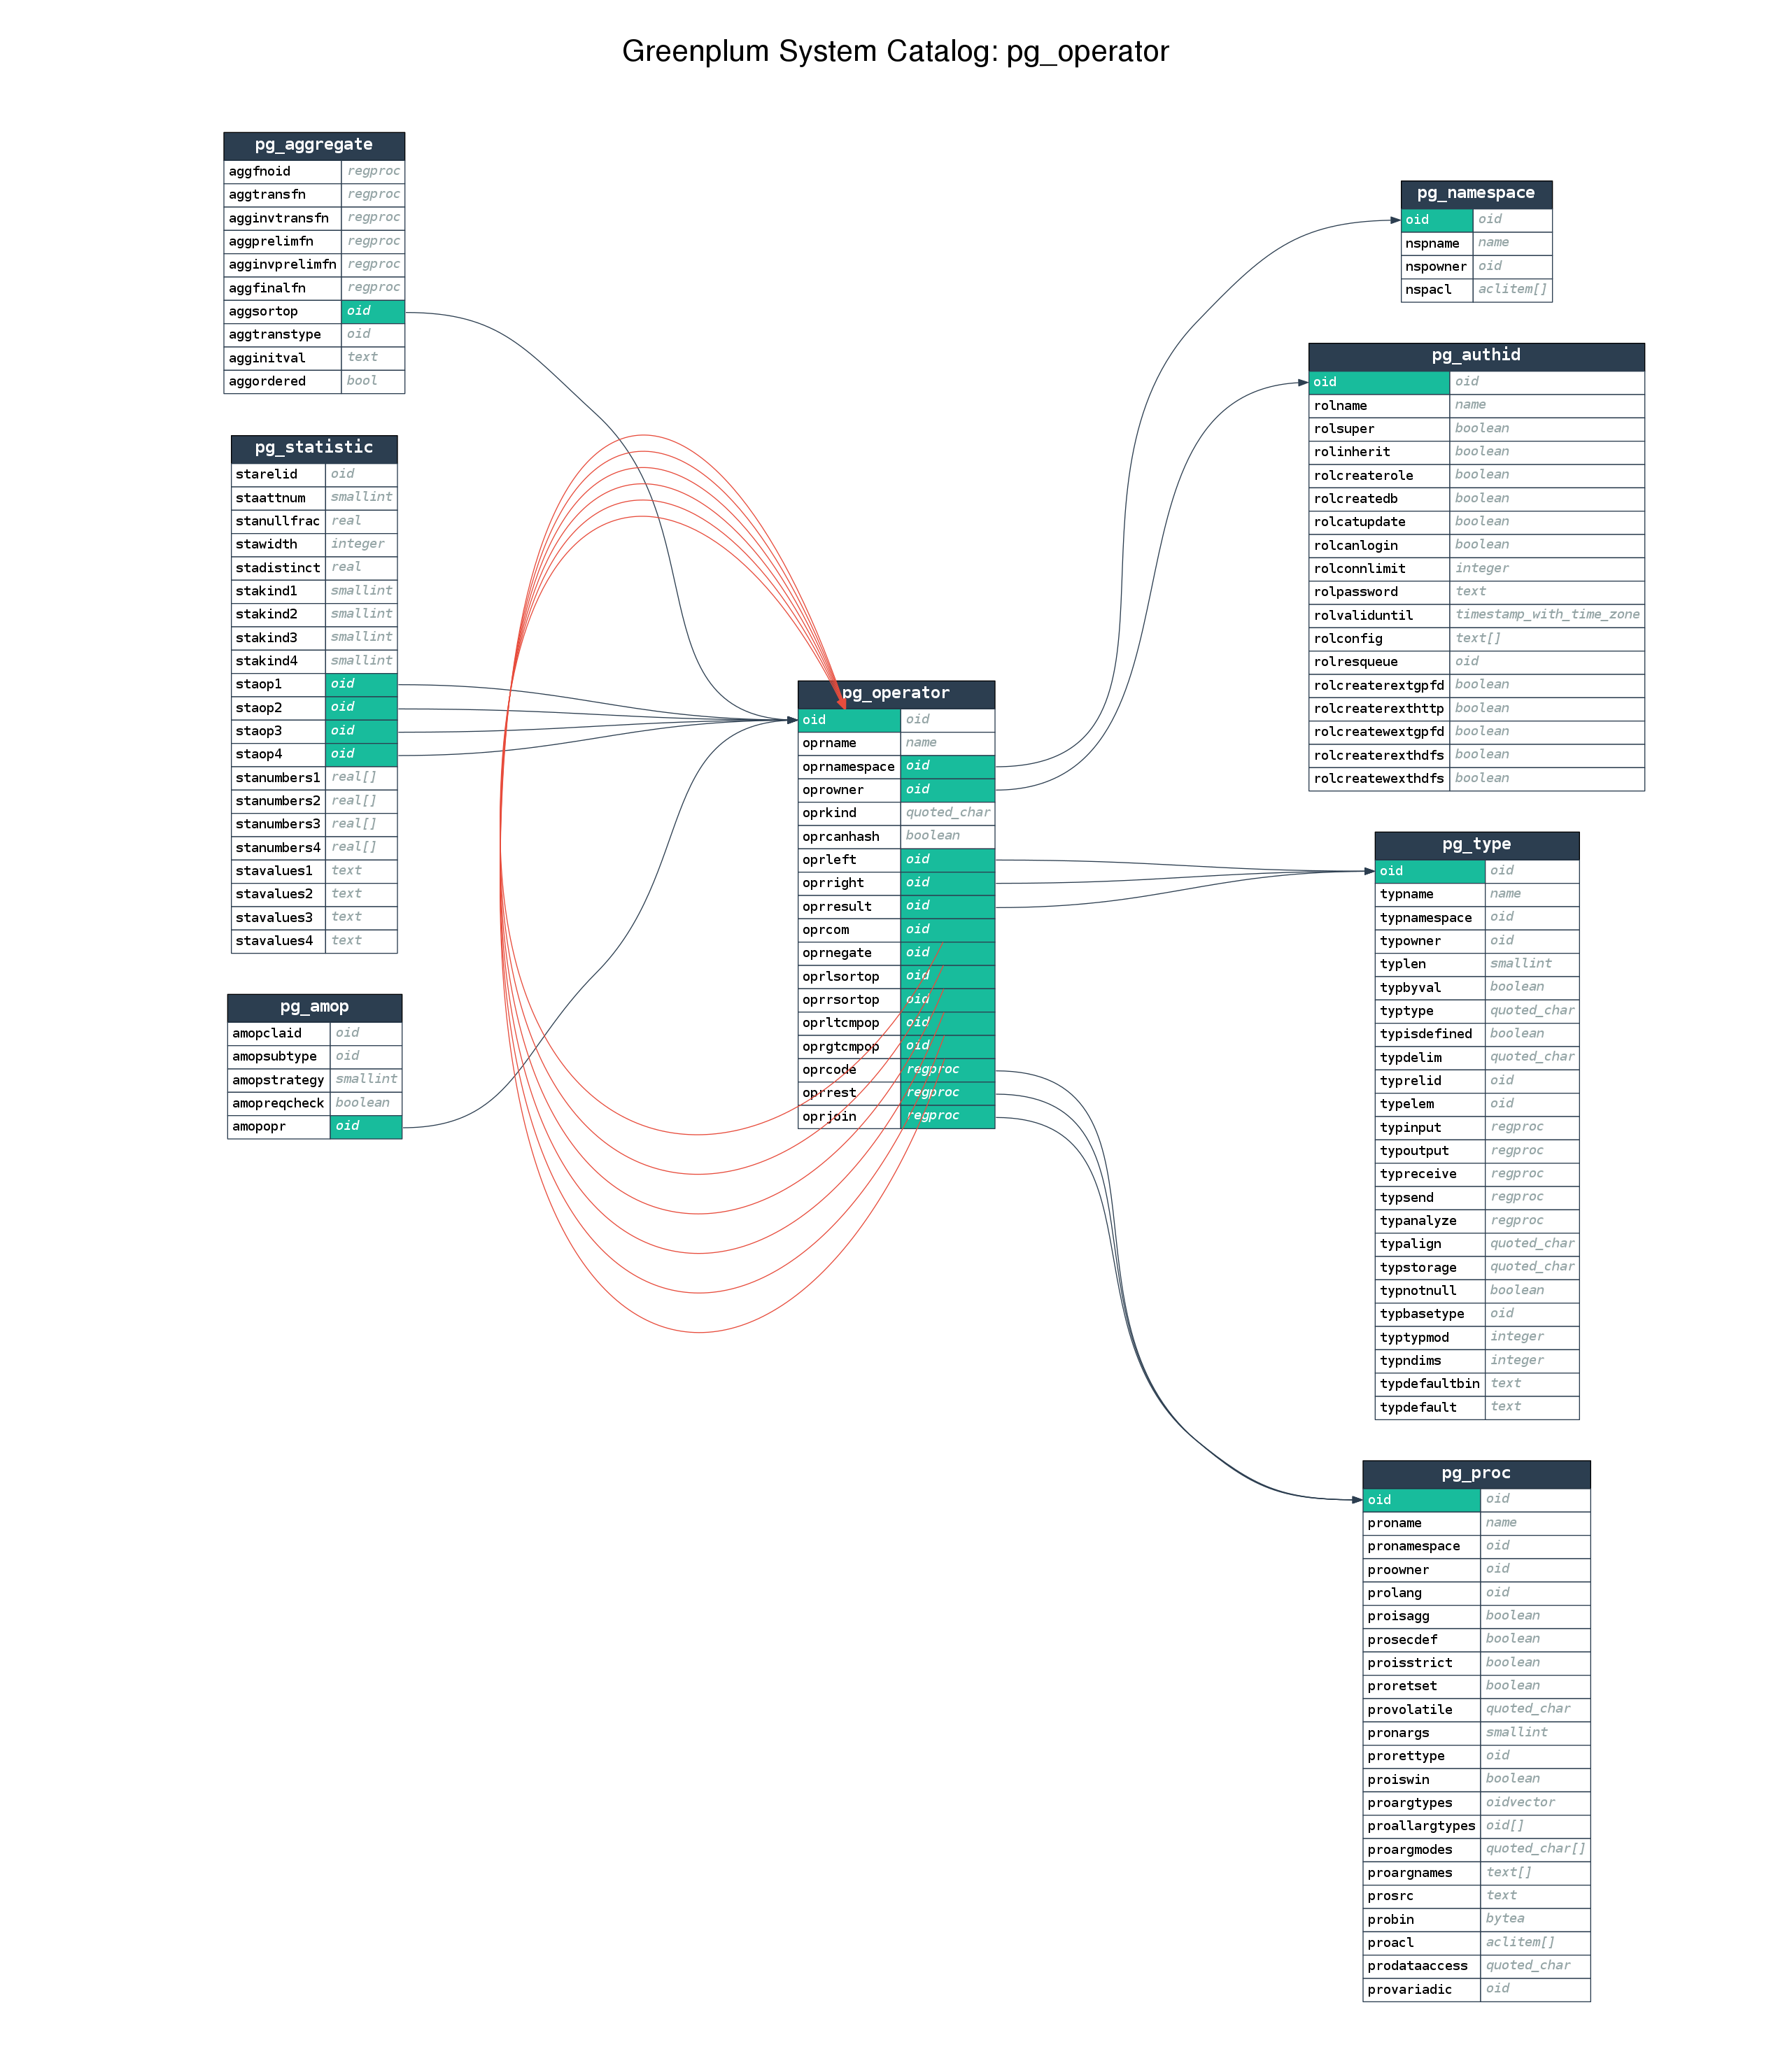 Greenplum System Catalog: pg_operator
pg_aggregate
aggfnoid regproc
aggtransfn regproc
agginvtransfn regproc
aggprelimfn regproc
agginvprelimfn regproc
aggfinalfn regproc
aggsortop oid
aggtranstype oid
agginitval text
aggordered bool
pg_statistic
starelid oid
staattnum smallint
stanullfrac real
stawidth integer
stadistinct real
stakind1 smallint
stakind2 smallint
stakind3 smallint
stakind4 smallint
staop1 oid
staop2 oid
staop3 oid
staop4 oid
stanumbers1 real[]
stanumbers2 real[]
stanumbers3 real[]
stanumbers4 real[]
stavalues1 text
stavalues2 text
stavalues3 text
stavalues4 text
pg_amop
amopclaid oid
amopsubtype oid
amopstrategy smallint
amopreqcheck boolean
amopopr oid
pg_operator
oid oid
oprname name
oprnamespace oid
oprowner oid
oprkind quoted_char
oprcanhash boolean
oprleft oid
oprright oid
oprresult oid
oprcom oid
oprnegate oid
oprlsortop oid
oprrsortop oid
oprltcmpop oid
oprgtcmpop oid
oprcode regproc
oprrest regproc
oprjoin regproc
pg_namespace
oid oid
nspname name
nspowner oid
nspacl aclitem[]
pg_authid
oid oid
rolname name
rolsuper boolean
rolinherit boolean
rolcreaterole boolean
rolcreatedb boolean
rolcatupdate boolean
rolcanlogin boolean
rolconnlimit integer
rolpassword text
rolvaliduntil timestamp_with_time_zone
rolconfig text[]
rolresqueue oid
rolcreaterextgpfd boolean
rolcreaterexthttp boolean
rolcreatewextgpfd boolean
rolcreaterexthdfs boolean
rolcreatewexthdfs boolean
pg_type
oid oid
typname name
typnamespace oid
typowner oid
typlen smallint
typbyval boolean
typtype quoted_char
typisdefined boolean
typdelim quoted_char
typrelid oid
typelem oid
typinput regproc
typoutput regproc
typreceive regproc
typsend regproc
typanalyze regproc
typalign quoted_char
typstorage quoted_char
typnotnull boolean
typbasetype oid
typtypmod integer
typndims integer
typdefaultbin text
typdefault text
pg_proc
oid oid
proname name
pronamespace oid
proowner oid
prolang oid
proisagg boolean
prosecdef boolean
proisstrict boolean
proretset boolean
provolatile quoted_char
pronargs smallint
prorettype oid
proiswin boolean
proargtypes oidvector
proallargtypes oid[]
proargmodes quoted_char[]
proargnames text[]
prosrc text
probin bytea
proacl aclitem[]
prodataaccess quoted_char
provariadic oid